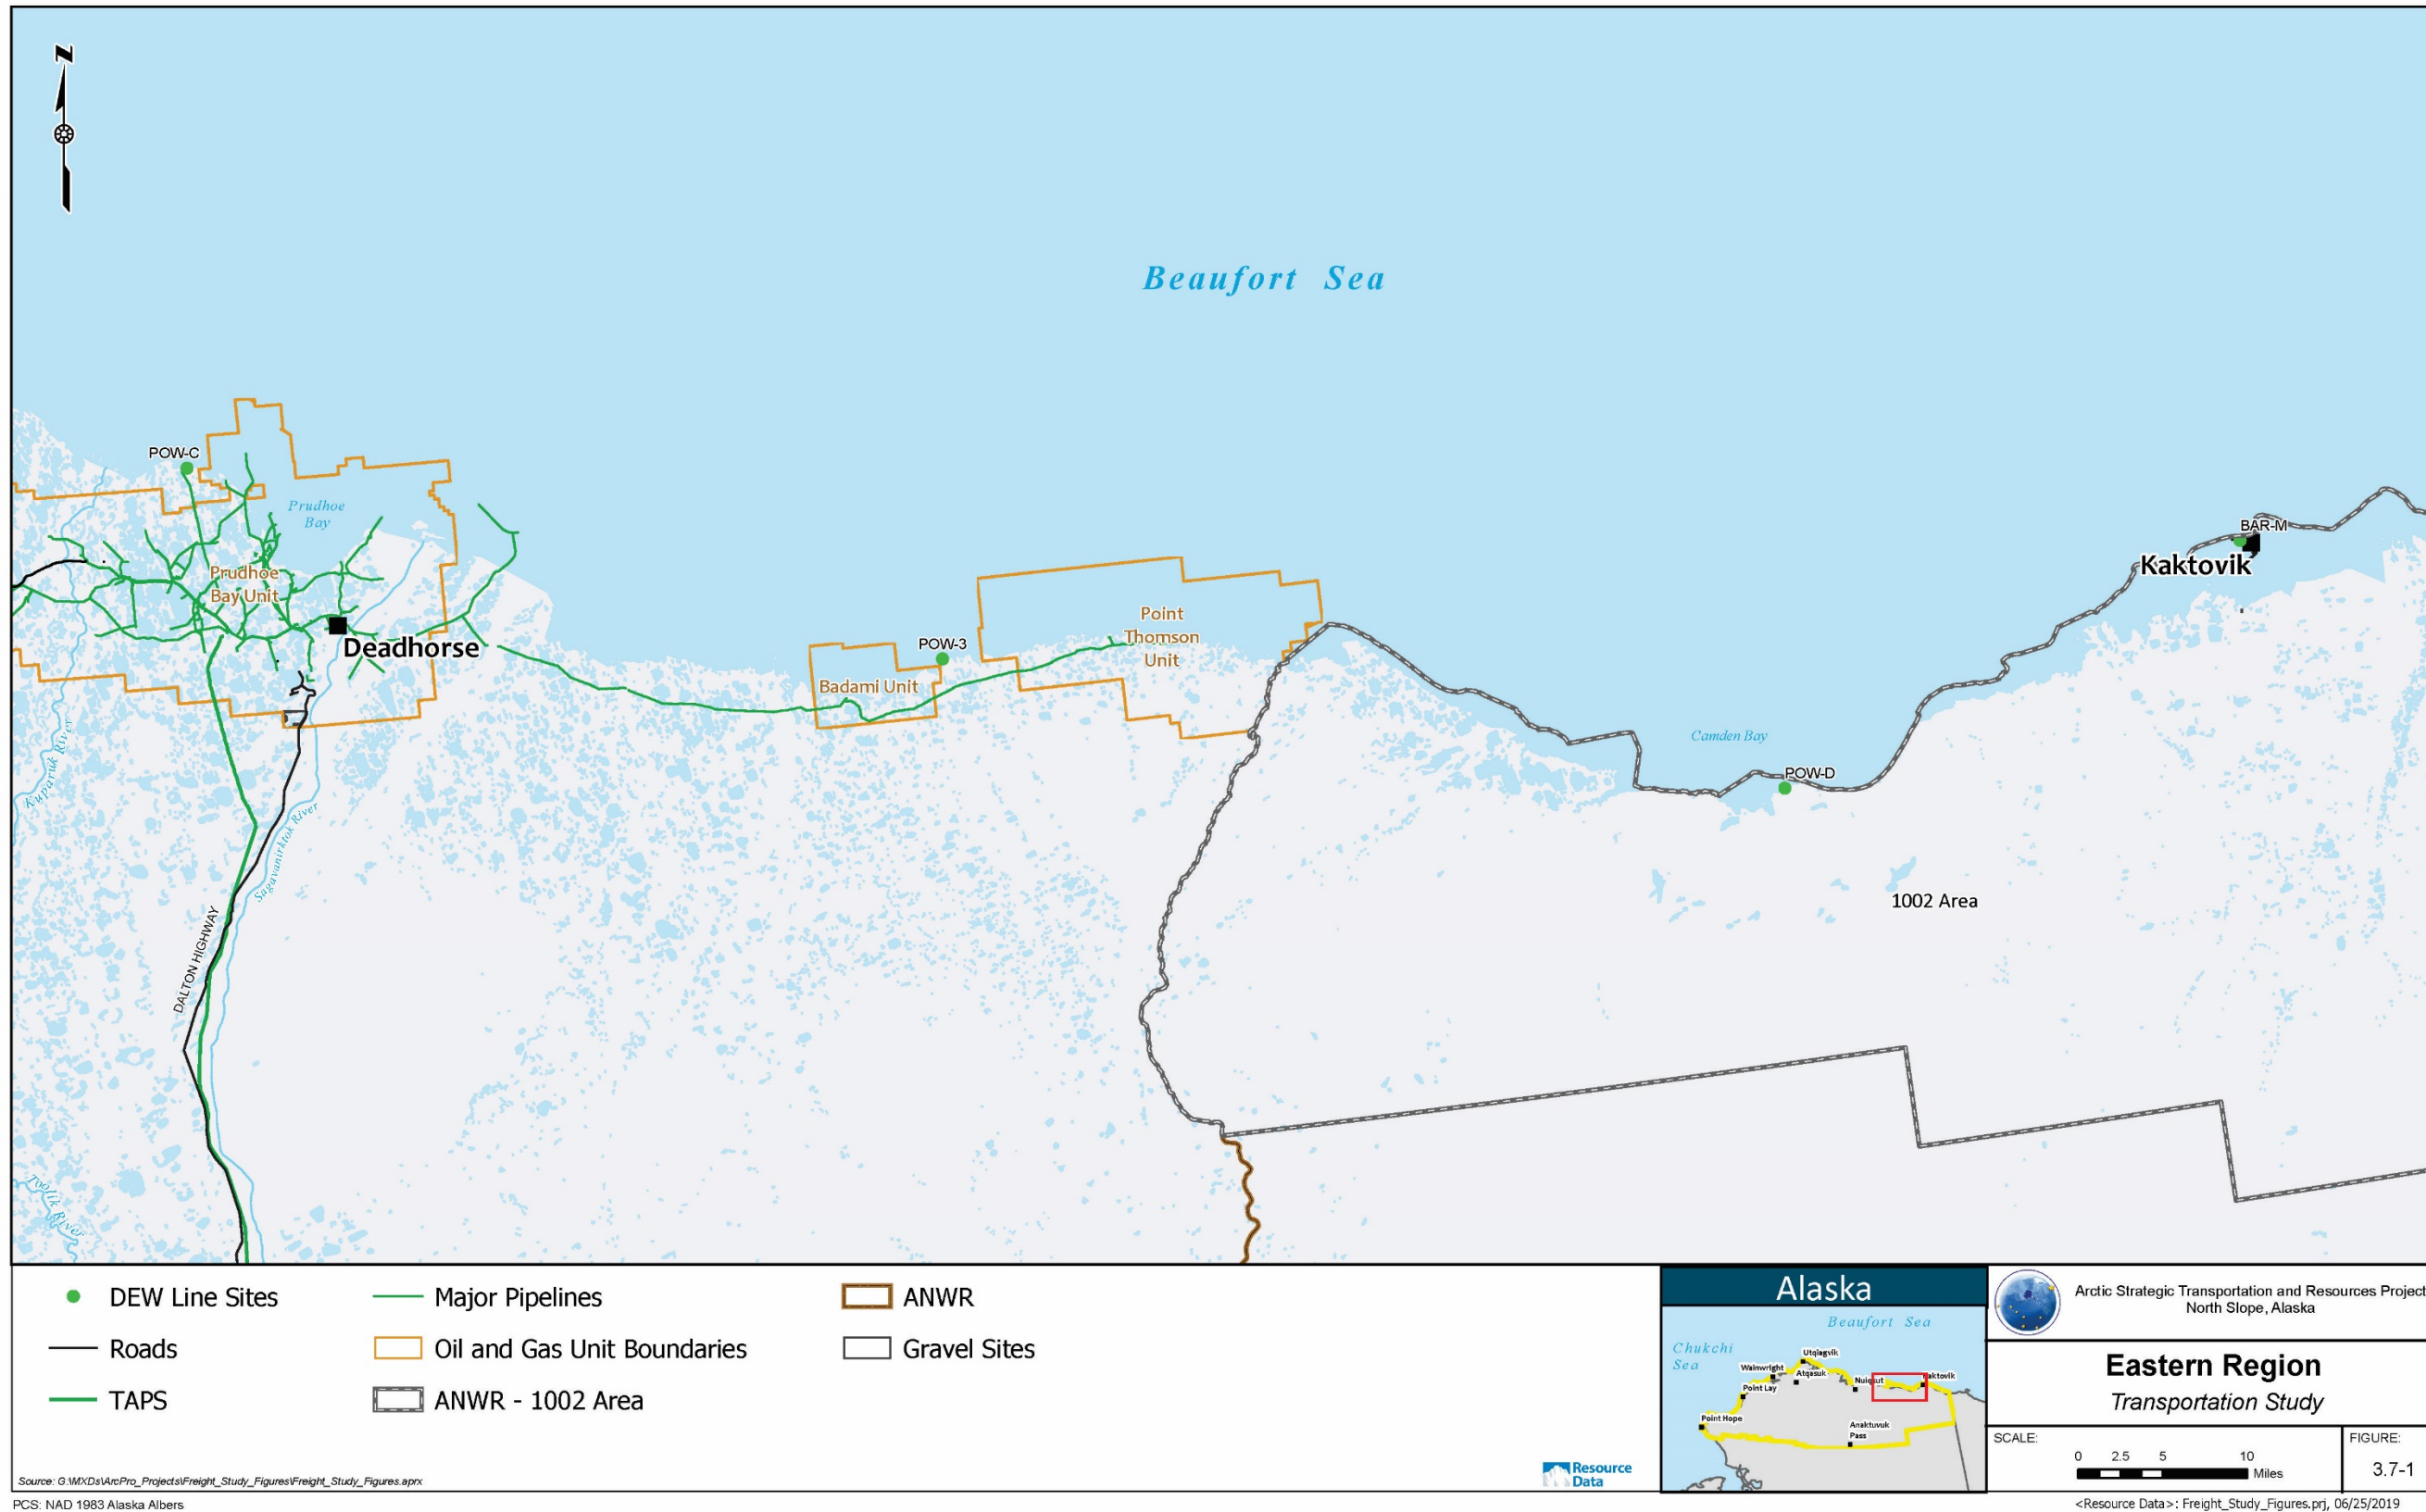 N
Beaufort Sea
POW-C
Prudhoe
Bay
Prudhoe
Bay Unit
Deadhorse
POW-3
Badami Unit
Point
Thomson
Unit
BAR-M
Kaktovik
Camden Bay
POW-D
1002 Area
Kuparuk River
Sagavanirktok River
DALTON HIGHWAY
Toolik River
DEW Line Sites
Roads
TAPS
Major Pipelines
Oil and Gas Unit Boundaries
ANWR - 1002 Area
ANWR
Gravel Sites
Source: G:\MXDs\ArcPro_Projects\Freight_Study_Figures\Freight_Study_Figures.aprx
PCS: NAD 1983 Alaska Albers
Resource
Data
Alaska
Beaufort Sea
Chukchi
Sea
Utqiagvik
Wainwright
Atqasuk
Point Lay
Nuiqsut
Kaktovik
Point Hope
Anaktuvuk
Pass
Arctic Strategic Transportation and Resources Project
North Slope, Alaska
Eastern Region
Transportation Study
SCALE:
0 2.5 5 10
Miles
FIGURE:
3.7-1
<Resource Data>: Freight_Study_Figures.prj, 06/25/2019